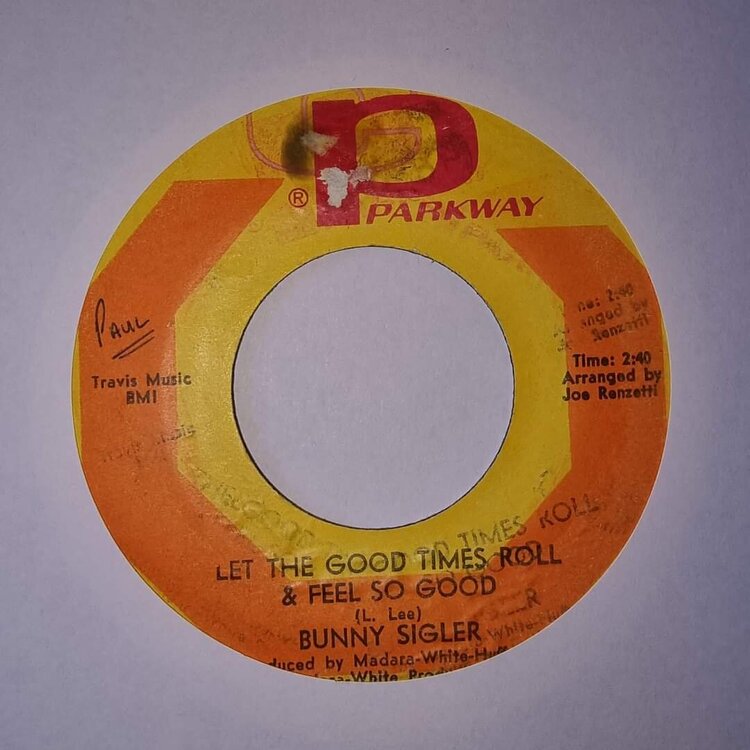 P
® PARKWAY
Paul
Travis Music
BMI
Time: 2:40
Arranged by
Joe Renzetti
LET THE GOOD TIMES ROLL
& FEEL SO GOOD
(L. Lee)
BUNNY SIGLER
duced by Madara-White-Huff